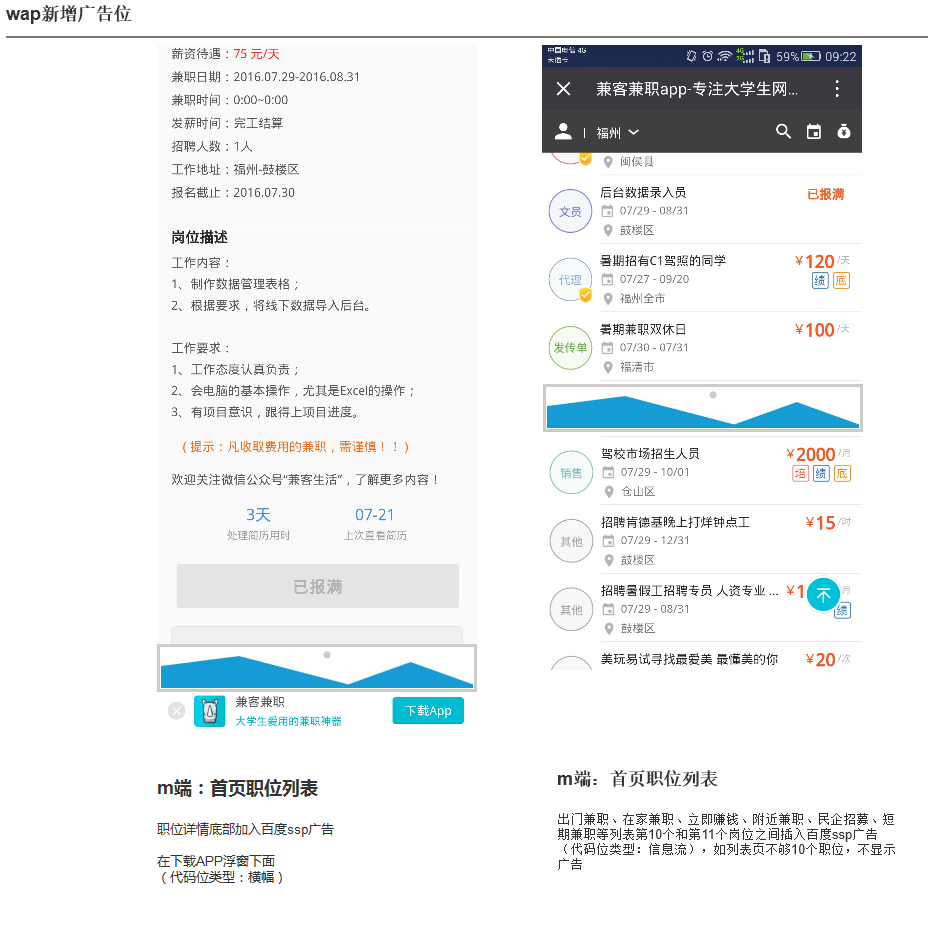 wap新增广告位
薪资待遇：75 元/天
兼职日期：2016.07.29-2016.08.31
兼职时间：0:00~0:00
发薪时间：完工结算
招聘人数：1人
工作地址：福州-鼓楼区
报名截止：2016.07.30
岗位描述
工作内容：
1、制作数据管理表格；
2、根据要求，将线下数据导入后台。
工作要求：
1、工作态度认真负责；
2、会电脑的基本操作，尤其是Excel的操作；
3、有项目意识，跟得上项目进度。
（提示：凡收取费用的兼职，需谨慎！！）
欢迎关注微信公众号“兼客生活”，了解更多内容！
3天 07-21
处理简历用时 上次查看简历
已报满
兼客兼职
大学生爱用的兼职神器
下载App
m端：首页职位列表
职位详情底部加入百度ssp广告
在下载APP浮窗下面
（代码位类型：横幅）
中国电信 4G
未插卡
4G
2G
59% 09:22
兼客兼职app-专注大学生网...
福州
闽侯县
文员
后台数据录入员
已报满
07/29 - 08/31
鼓楼区
代理
暑期招有C1驾照的同学
¥120/天
07/27 - 09/20
绩 底
福州全市
发传单
暑期兼职双休日
¥100/天
07/30 - 07/31
福清市
销售
驾校市场招生人员
¥2000/月
07/29 - 10/01
培 绩 底
仓山区
其他
招聘肯德基晚上打烊钟点工
¥15/时
07/29 - 12/31
鼓楼区
其他
招聘暑假工招聘专员 人资专业 ...
¥1 月
07/29 - 08/31
绩
鼓楼区
美玩易试寻找最爱美 最懂美的你
¥20/次
m端：首页职位列表
出门兼职、在家兼职、立即赚钱、附近兼职、民企招募、短
期兼职等列表第10个和第11个岗位之间插入百度ssp广告
（代码位类型：信息流），如列表页不够10个职位，不显示
广告